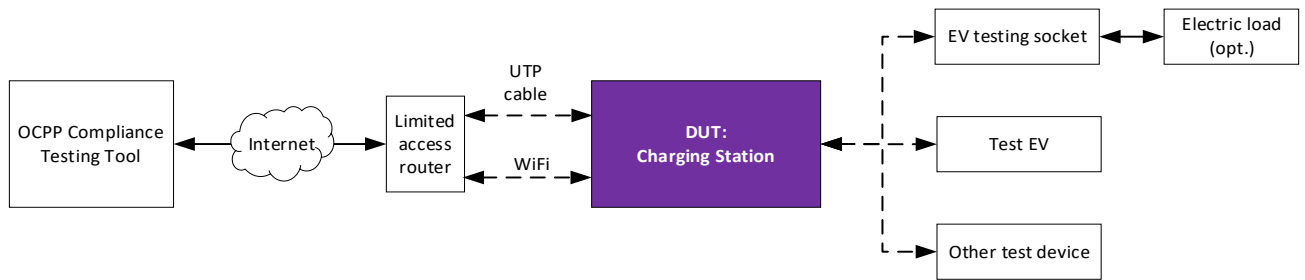 OCPP Compliance
Testing Tool
Internet
Limited
access
router
UTP
cable
WiFi
DUT:
Charging Station
EV testing socket
Electric load
(opt.)
Test EV
Other test device